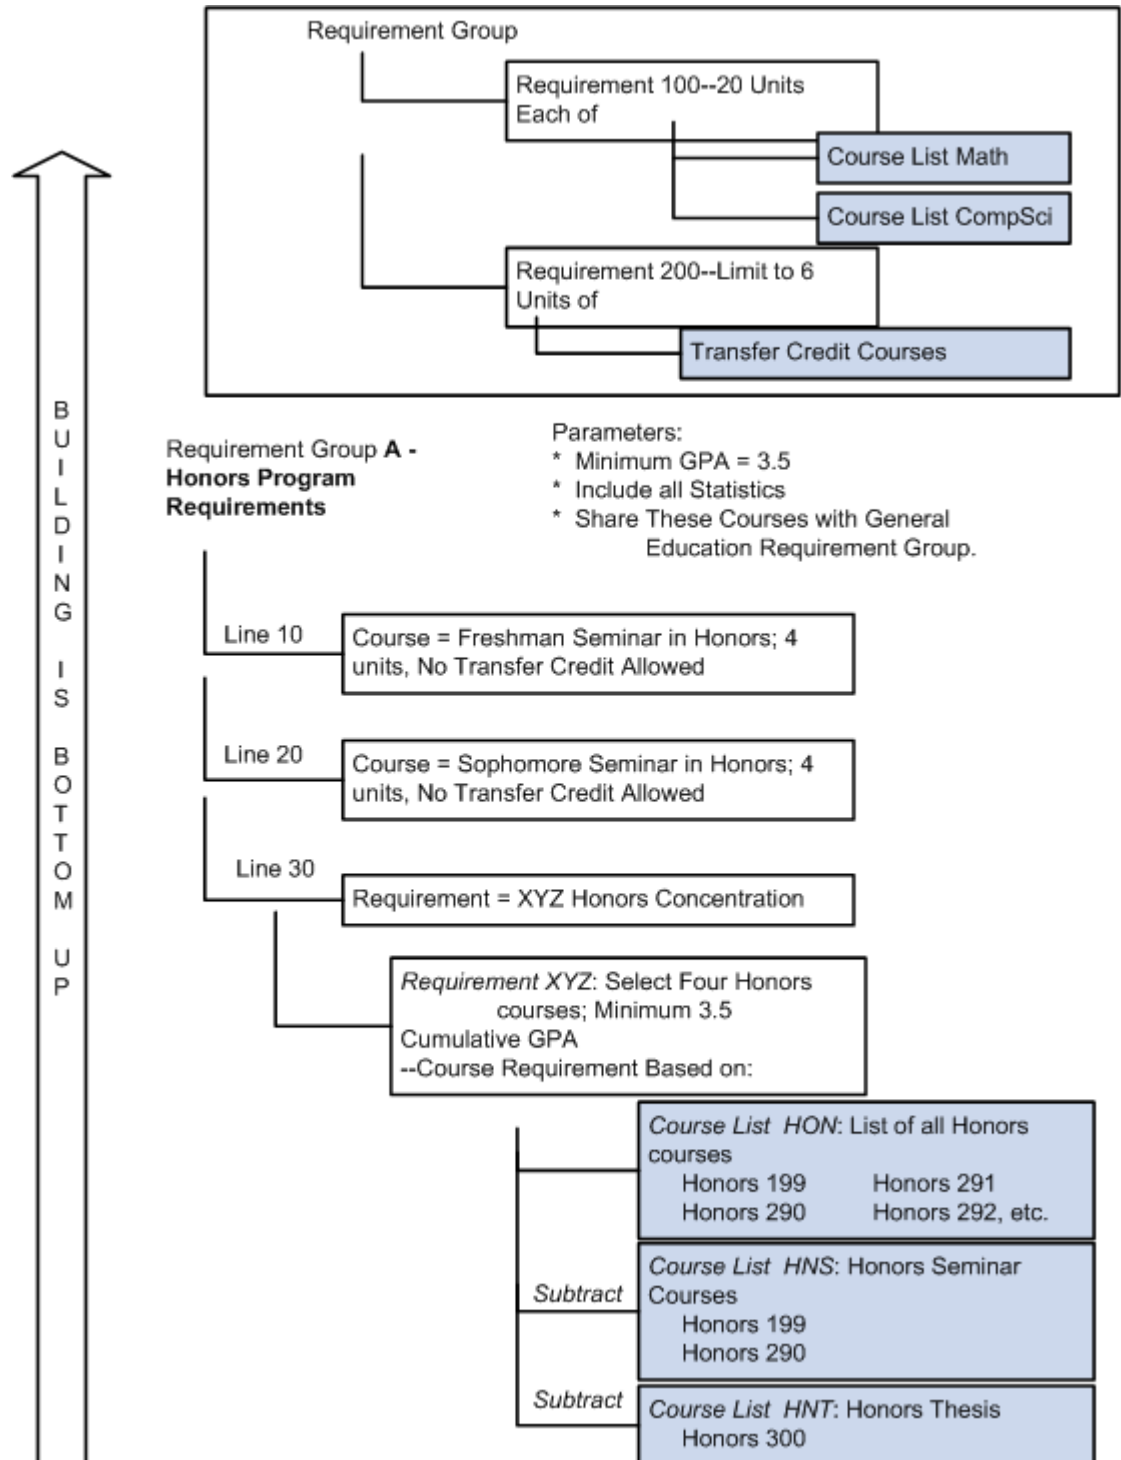 Requirement Group
Requirement 100--20 Units
Each of
Course List Math
Course List CompSci
Requirement 200--Limit to 6
Units of
Transfer Credit Courses
BUILDING IS BOTTOM UP
Requirement Group A -
Honors Program
Requirements
Parameters:
* Minimum GPA = 3.5
* Include all Statistics
* Share These Courses with General
Education Requirement Group.
Line 10
Course = Freshman Seminar in Honors; 4
units, No Transfer Credit Allowed
Line 20
Course = Sophomore Seminar in Honors; 4
units, No Transfer Credit Allowed
Line 30
Requirement = XYZ Honors Concentration
Requirement XYZ: Select Four Honors
courses; Minimum 3.5
Cumulative GPA
--Course Requirement Based on:
Course List HON: List of all Honors
courses
Honors 199 Honors 291
Honors 290 Honors 292, etc.
Subtract
Course List HNS: Honors Seminar
Courses
Honors 199
Honors 290
Subtract
Course List HNT: Honors Thesis
Honors 300